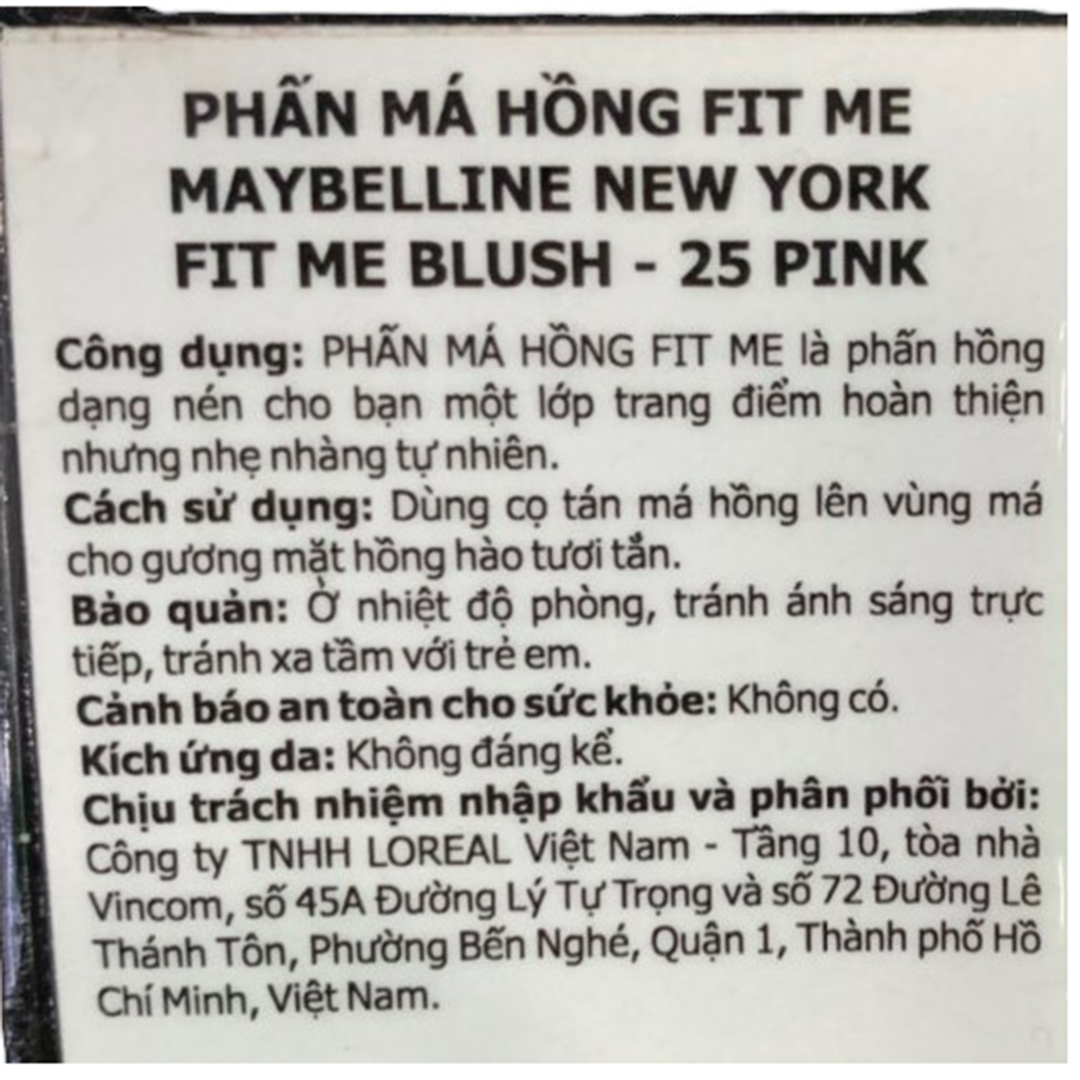 PHẤN MÁ HỒNG FIT ME
MAYBELLINE NEW YORK
FIT ME BLUSH - 25 PINK
Công dụng: PHẤN MÁ HỒNG FIT ME là phấn hồng
dạng nén cho bạn một lớp trang điểm hoàn thiện
nhưng nhẹ nhàng tự nhiên.
Cách sử dụng: Dùng cọ tán má hồng lên vùng má
cho gương mặt hồng hào tươi tắn.
Bảo quản: Ở nhiệt độ phòng, tránh ánh sáng trực
tiếp, tránh xa tầm với trẻ em.
Cảnh báo an toàn cho sức khỏe: Không có.
Kích ứng da: Không đáng kể.
Chịu trách nhiệm nhập khẩu và phân phối bởi:
Công ty TNHH LOREAL Việt Nam - Tầng 10, tòa nhà
Vincom, số 45A Đường Lý Tự Trọng và số 72 Đường Lê
Thánh Tôn, Phường Bến Nghé, Quận 1, Thành phố Hồ
Chí Minh, Việt Nam.